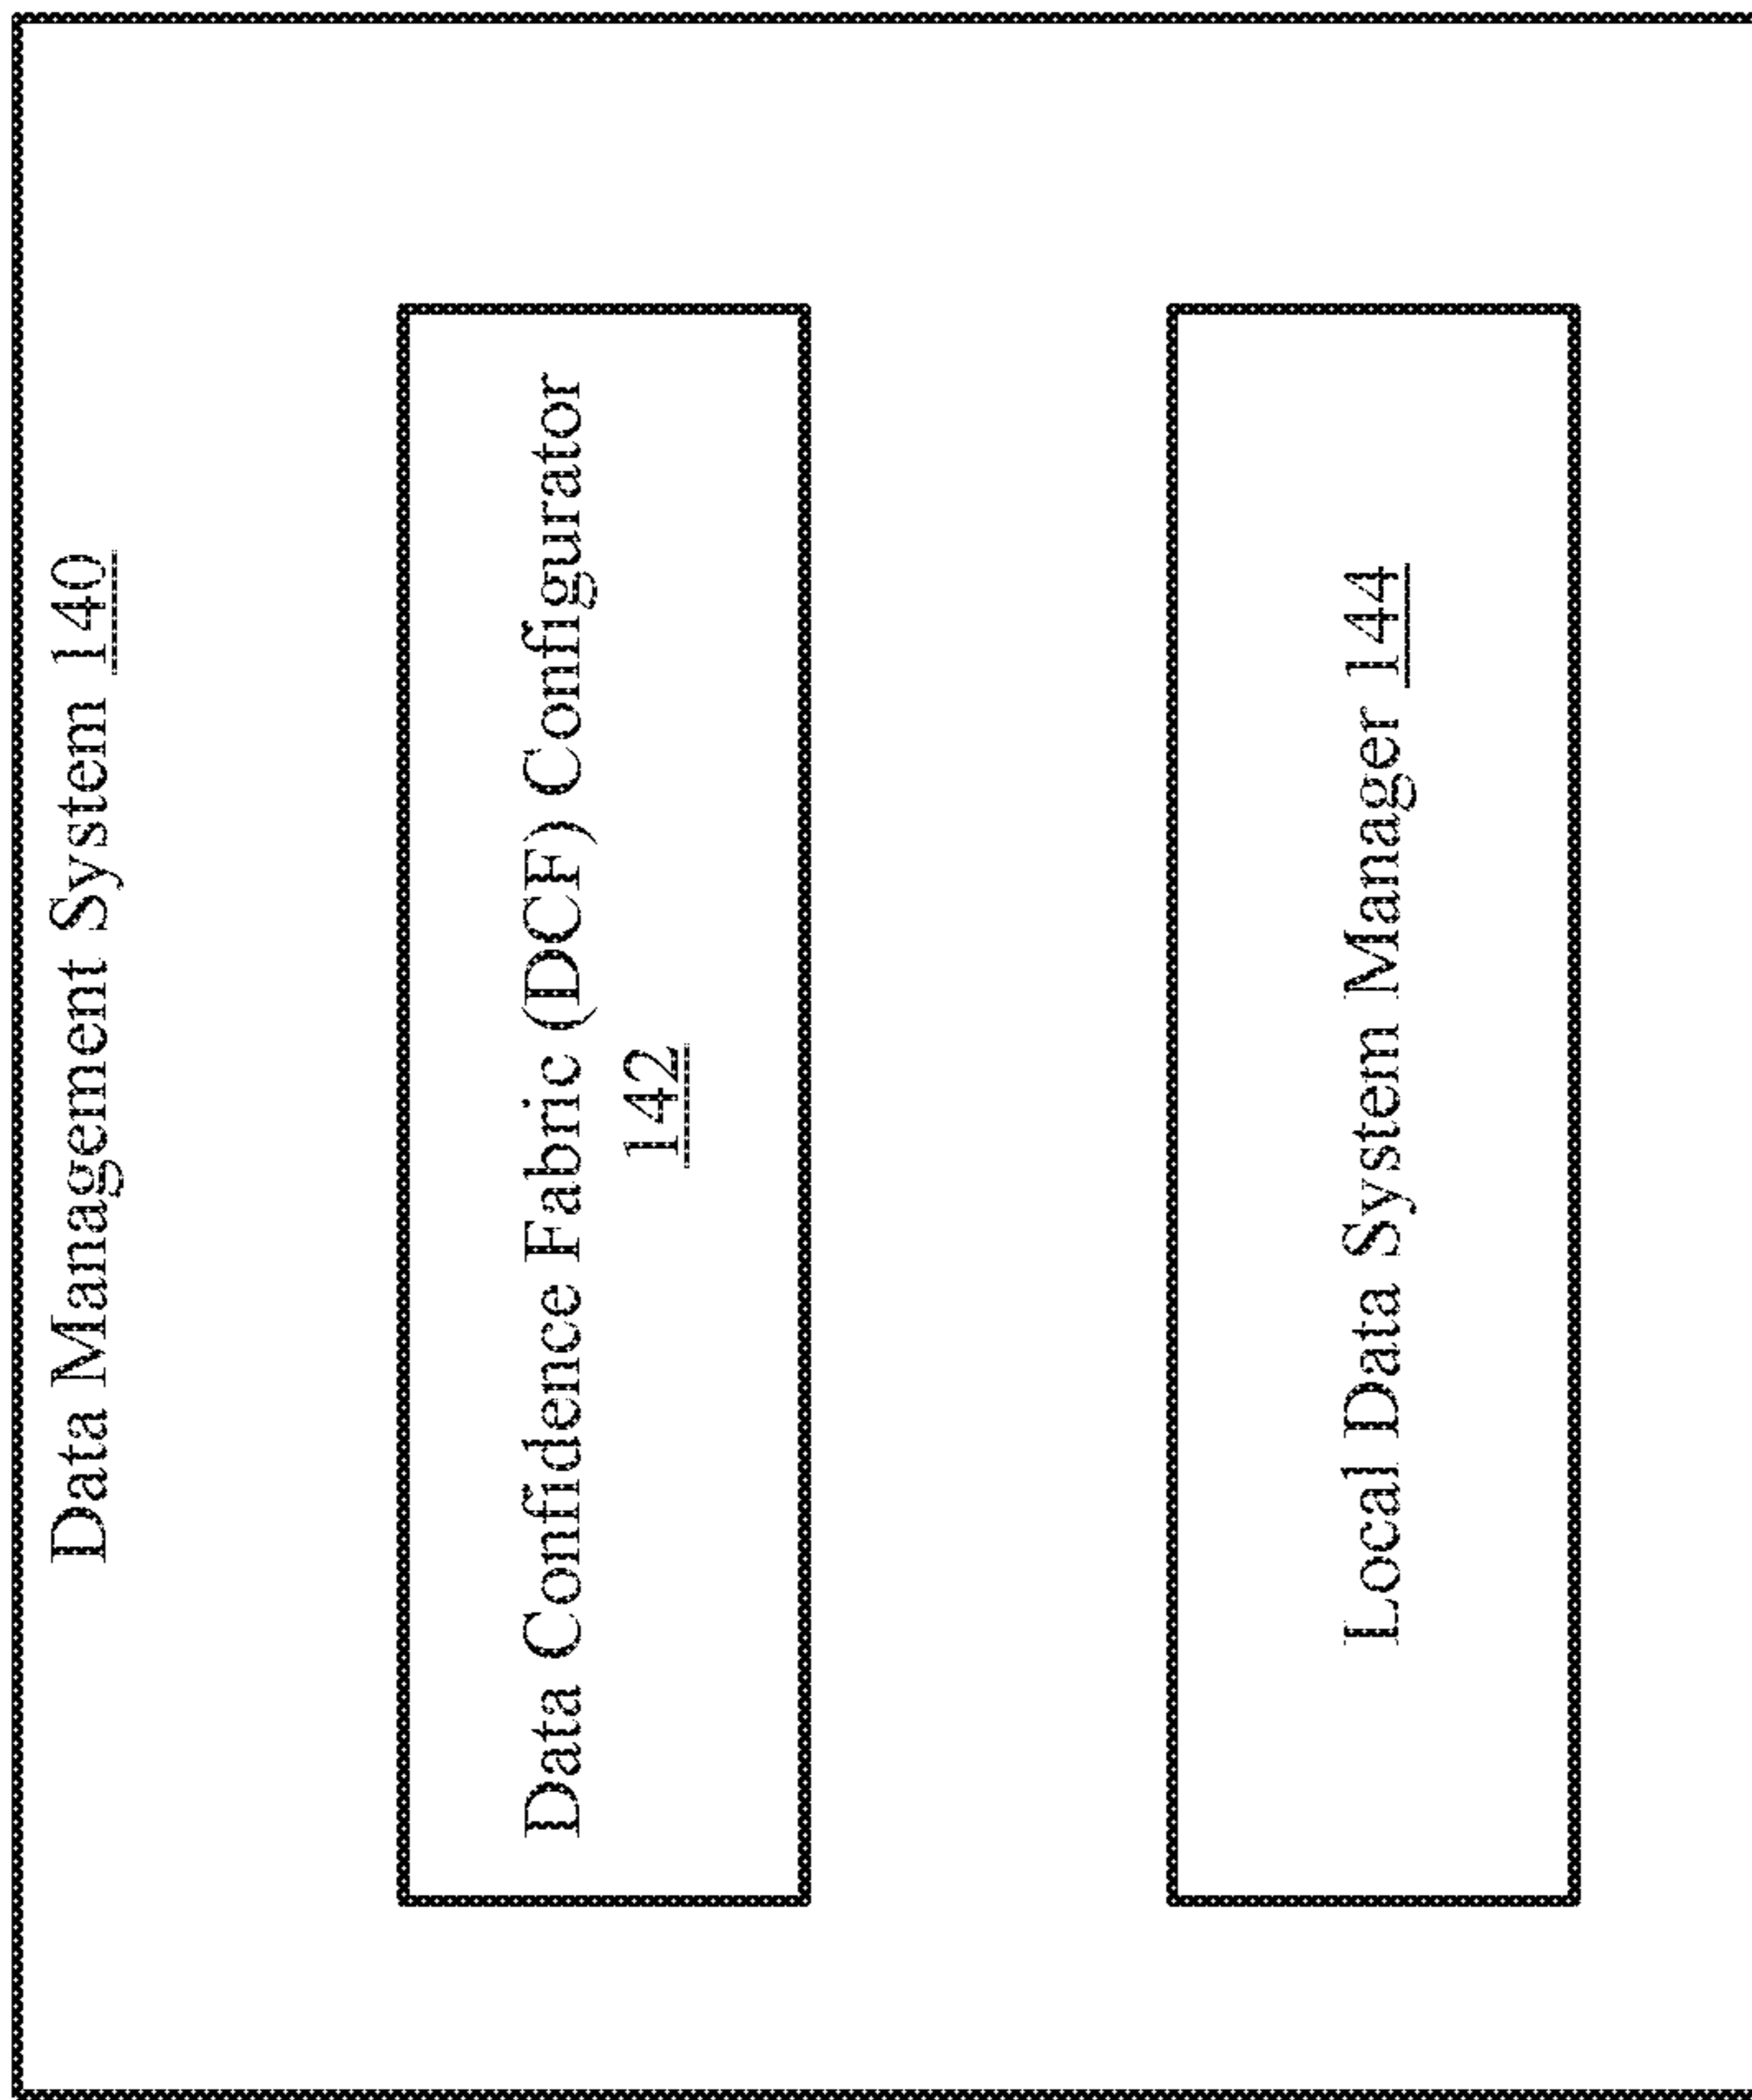 Data Management System 140
Data Confidence Fabric (DCF) Configurator
142
Local Data System Manager 144